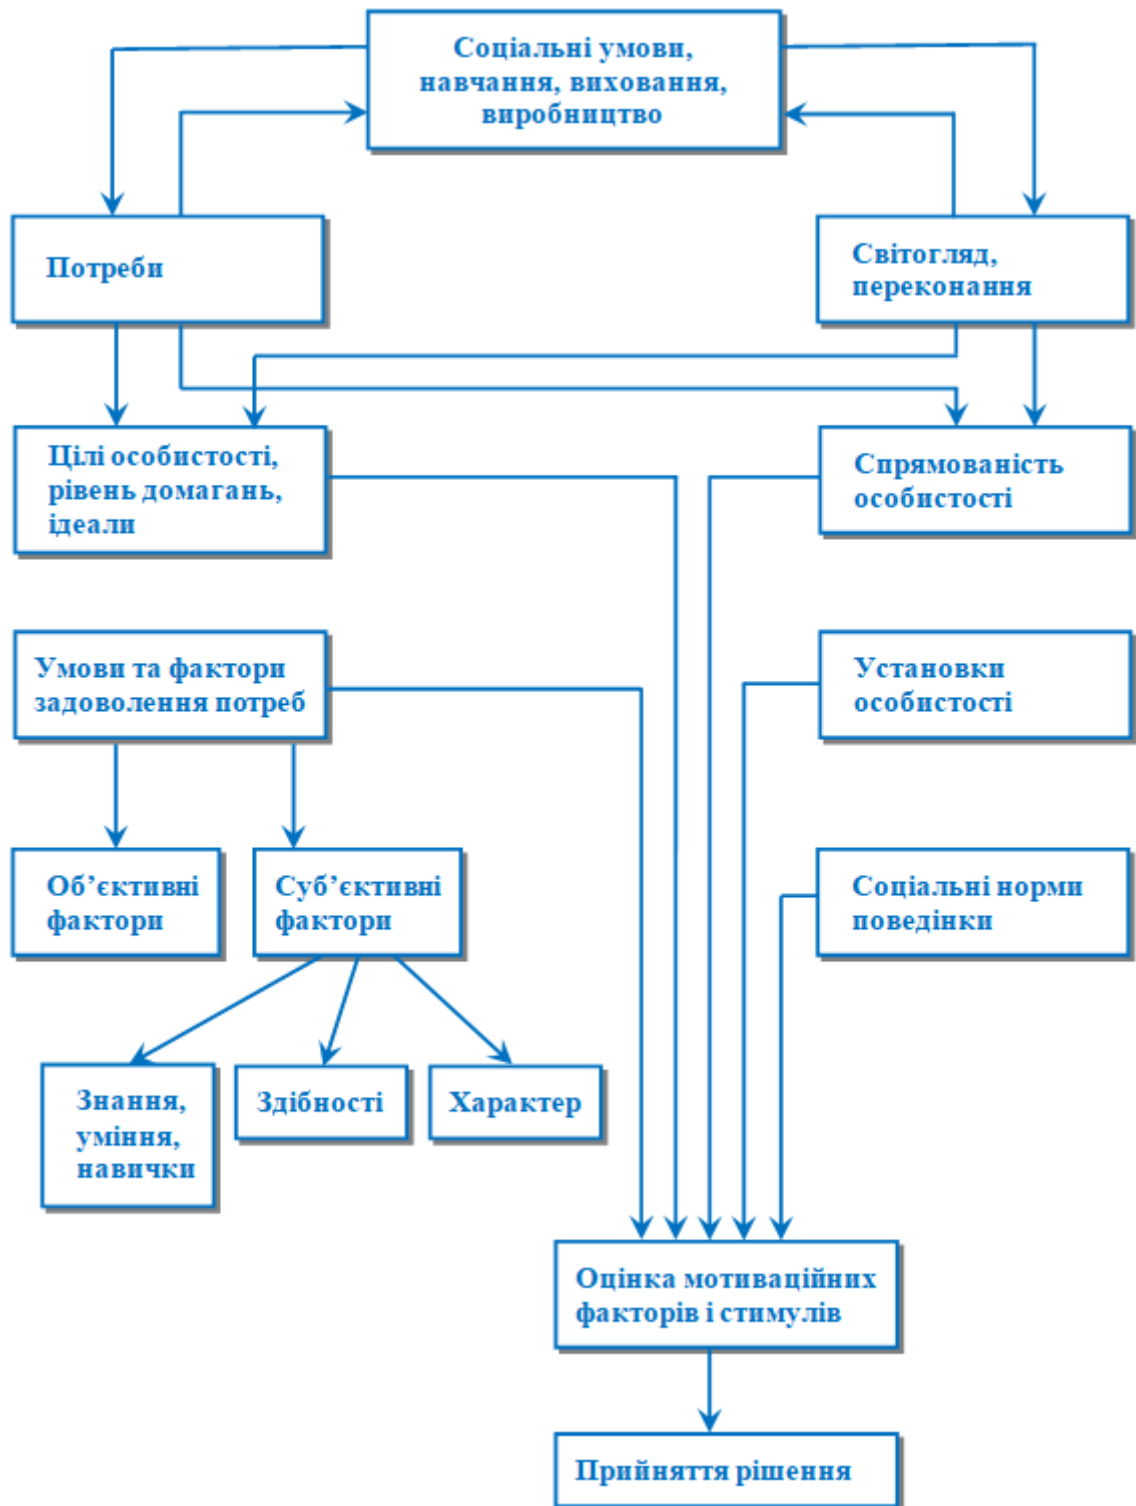 Соціальні умови,
навчання, виховання,
виробництво
Потреби
Світогляд,
переконання
Цілі особистості,
рівень домагань,
ідеали
Спрямованість
особистості
Умови та фактори
задоволення потреб
Установки
особистості
Об’єктивні
фактори
Суб’єктивні
фактори
Соціальні норми
поведінки
Знання,
уміння,
навички
Здібності
Характер
Оцінка мотиваційних
факторів і стимулів
Прийняття рішення